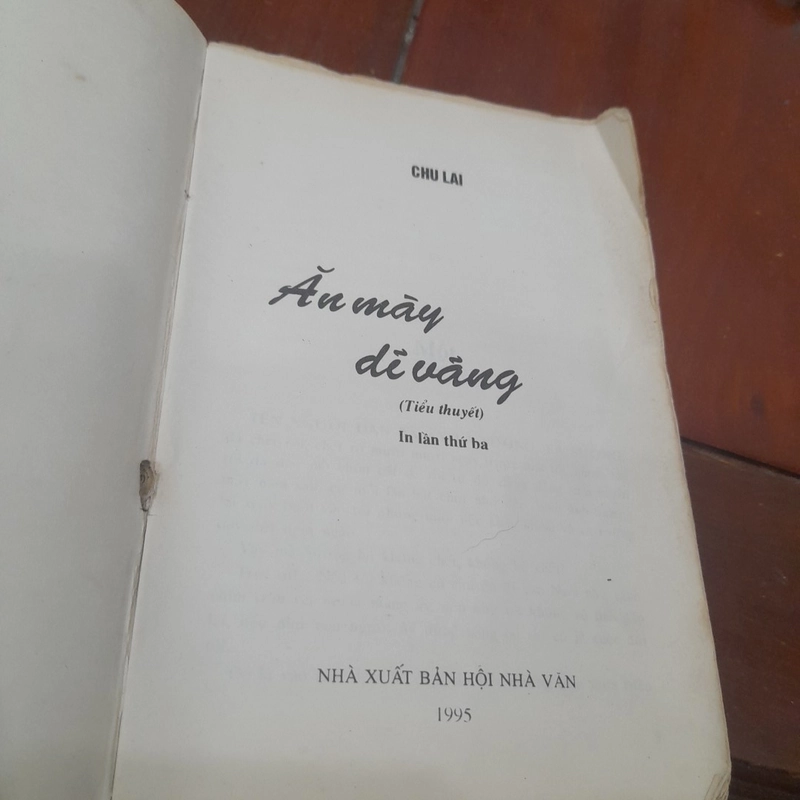 CHU LAI
Ăn mày
dĩ vãng
(Tiểu thuyết)
In lần thứ ba
NHÀ XUẤT BẢN HỘI NHÀ VĂN
1995